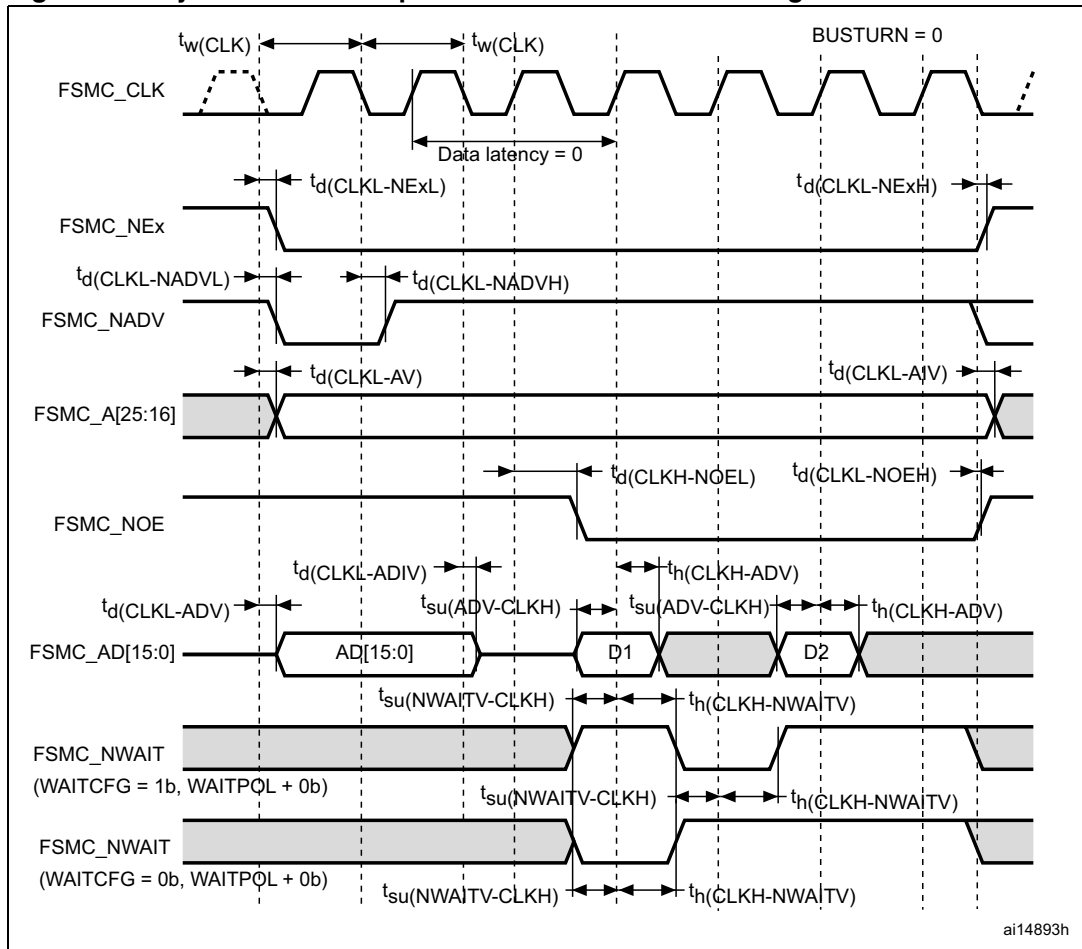 tw(CLK) tw(CLK) BUSTURN = 0
FSMC_CLK
Data latency = 0
td(CLKL-NExL) td(CLKL-NExH)
FSMC_NEx
td(CLKL-NADVL) td(CLKL-NADVH)
FSMC_NADV
td(CLKL-AV) td(CLKL-AIV)
FSMC_A[25:16]
td(CLKH-NOEL) td(CLKL-NOEH)
FSMC_NOE
td(CLKL-ADIV) th(CLKH-ADV)
td(CLKL-ADV) tsu(ADV-CLKH) tsu(ADV-CLKH) th(CLKH-ADV)
FSMC_AD[15:0] AD[15:0] D1 D2
tsu(NWAITV-CLKH) th(CLKH-NWAITV)
FSMC_NWAIT
(WAITCFG = 1b, WAITPOL + 0b)
tsu(NWAITV-CLKH) th(CLKH-NWAITV)
FSMC_NWAIT
(WAITCFG = 0b, WAITPOL + 0b)
tsu(NWAITV-CLKH) th(CLKH-NWAITV)
ai14893h